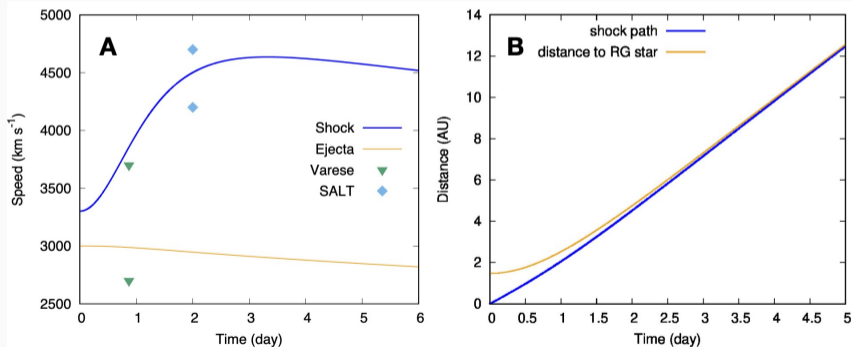 A
Speed (km s⁻¹)
5000
4500
4000
3500
3000
2500
Shock
Ejecta
Varese
SALT
0 1 2 3 4 5 6
Time (day)
B
Distance (AU)
14
12
10
8
6
4
2
0
shock path
distance to RG star
0 0.5 1 1.5 2 2.5 3 3.5 4 4.5 5
Time (day)